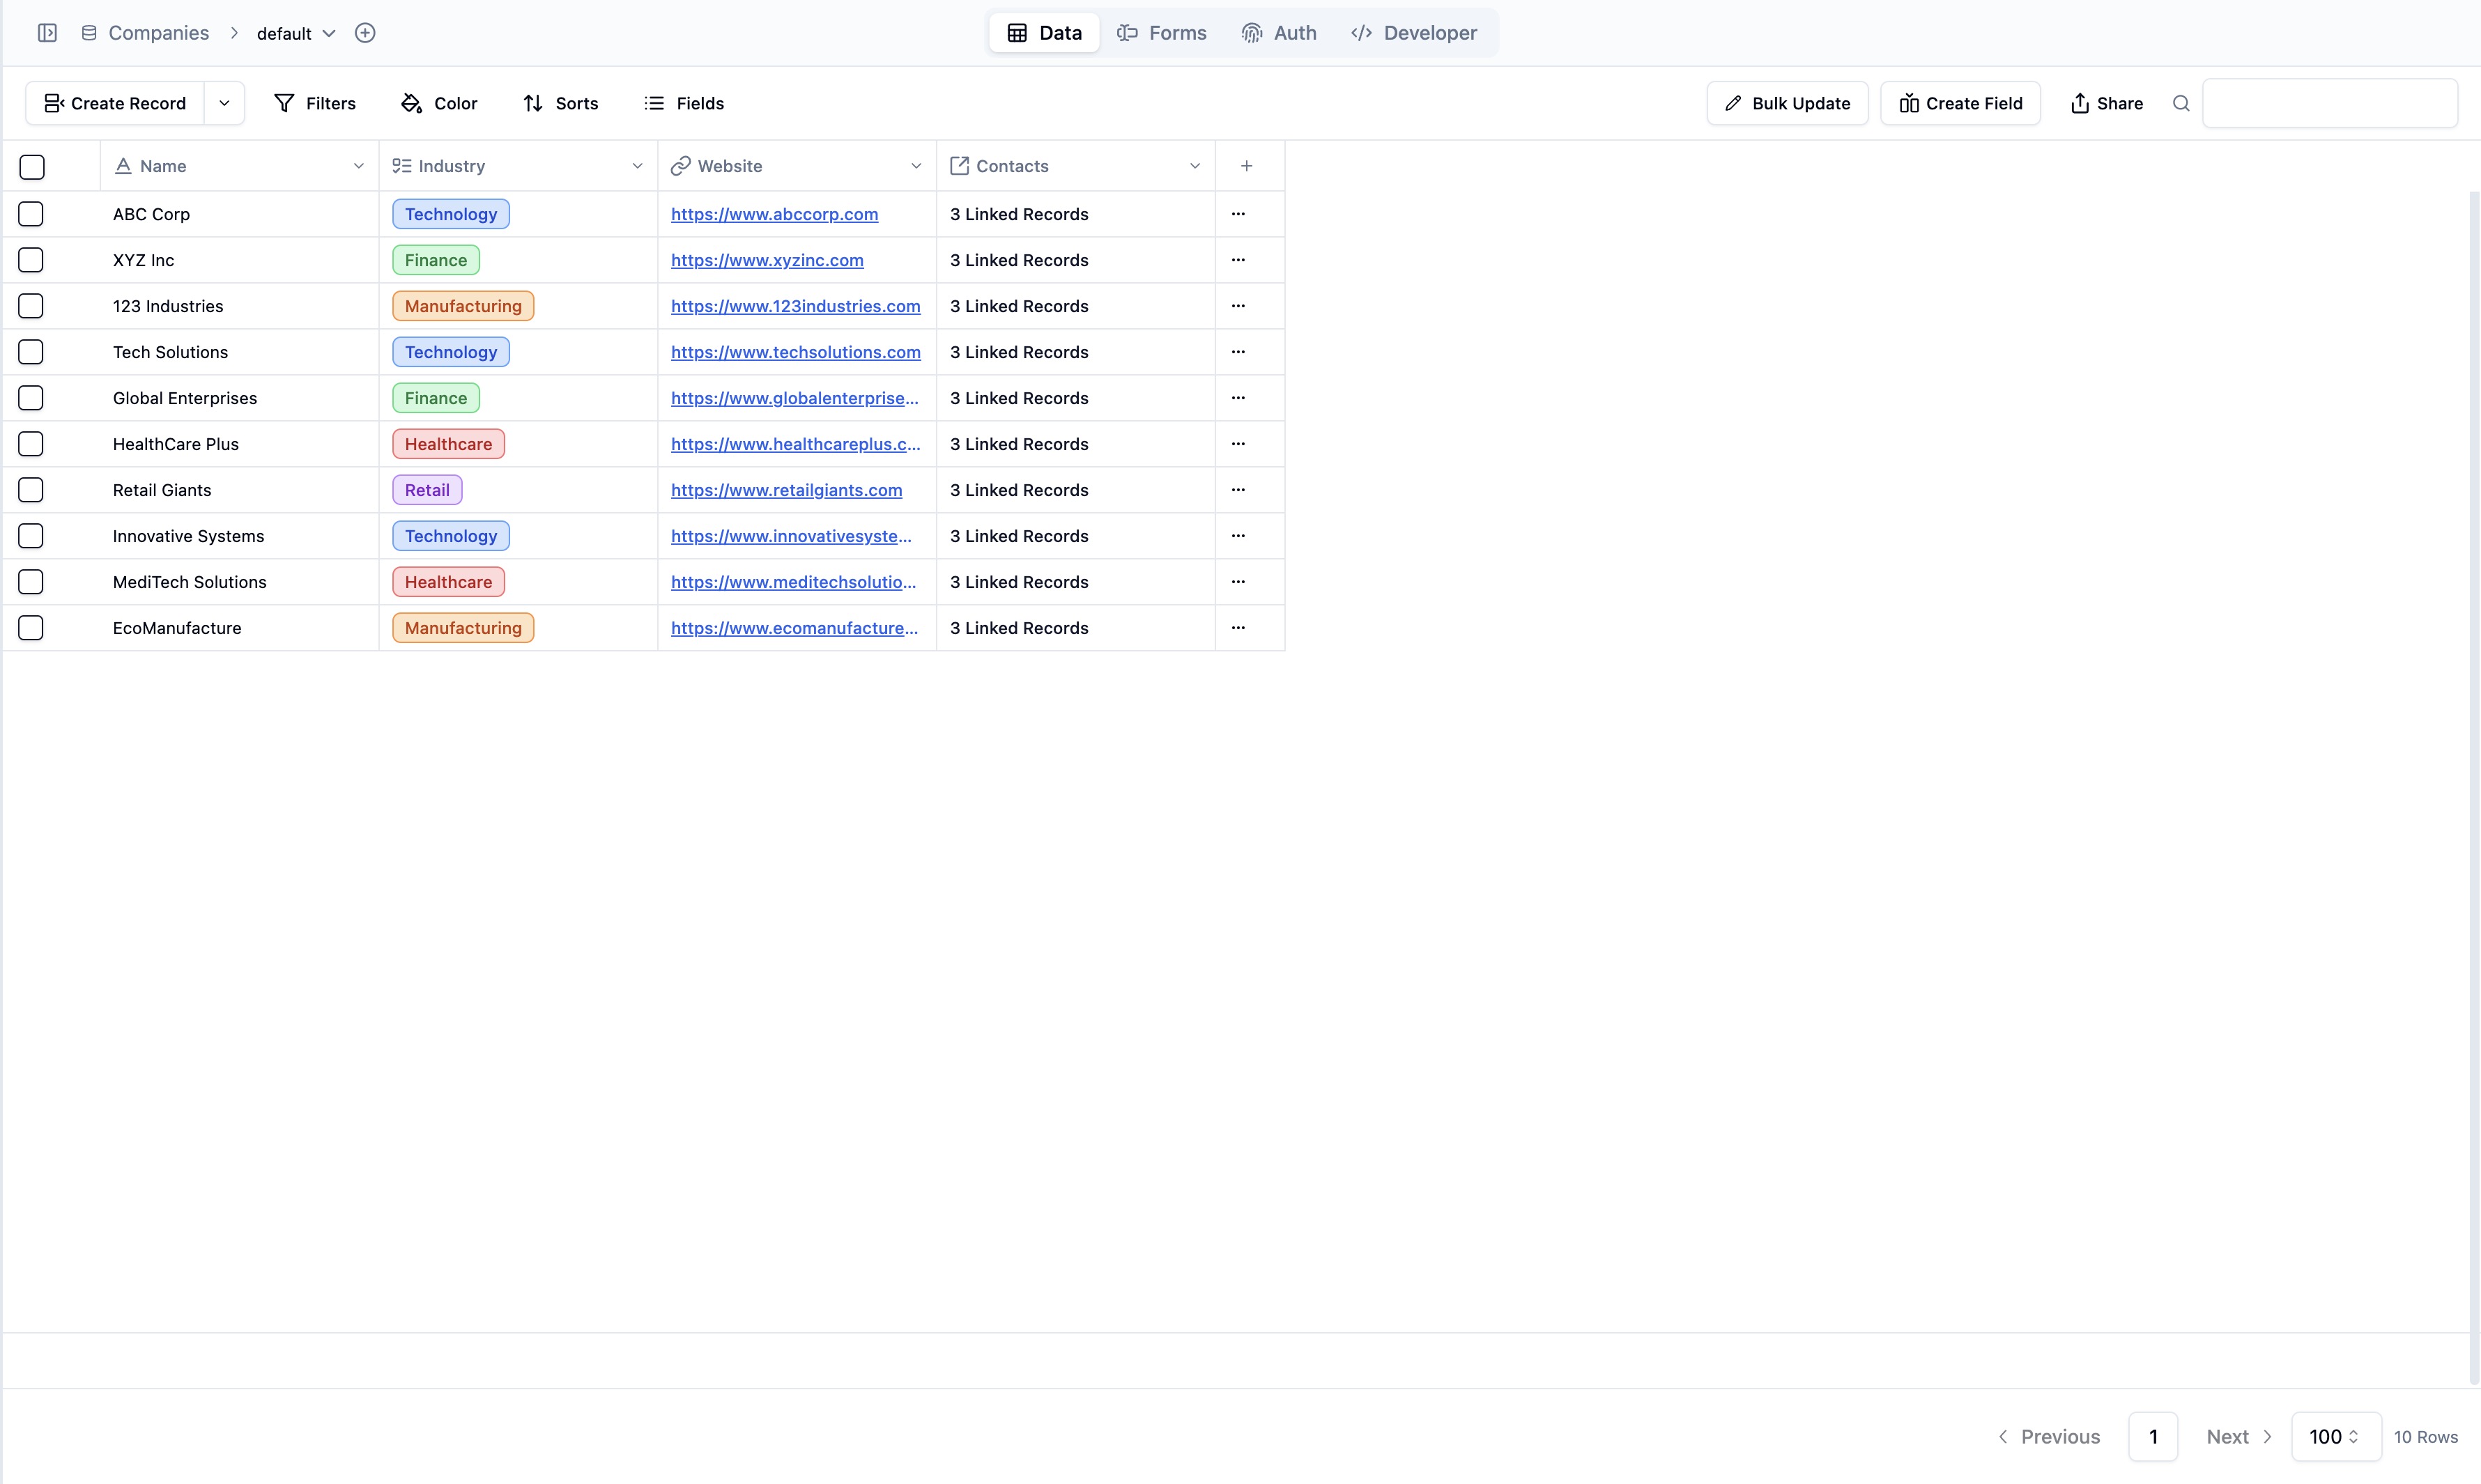 Companies > default
Data Forms Auth Developer
Create Record Filters Color Sorts Fields Bulk Update Create Field Share
Name Industry Website Contacts +
ABC Corp Technology https://www.abccorp.com 3 Linked Records ...
XYZ Inc Finance https://www.xyzinc.com 3 Linked Records ...
123 Industries Manufacturing https://www.123industries.com 3 Linked Records ...
Tech Solutions Technology https://www.techsolutions.com 3 Linked Records ...
Global Enterprises Finance https://www.globalenterprise... 3 Linked Records ...
HealthCare Plus Healthcare https://www.healthcareplus.c... 3 Linked Records ...
Retail Giants Retail https://www.retailgiants.com 3 Linked Records ...
Innovative Systems Technology https://www.innovativesyste... 3 Linked Records ...
MediTech Solutions Healthcare https://www.meditechsolutio... 3 Linked Records ...
EcoManufacture Manufacturing https://www.ecomanufacture... 3 Linked Records ...
< Previous 1 Next > 100 10 Rows